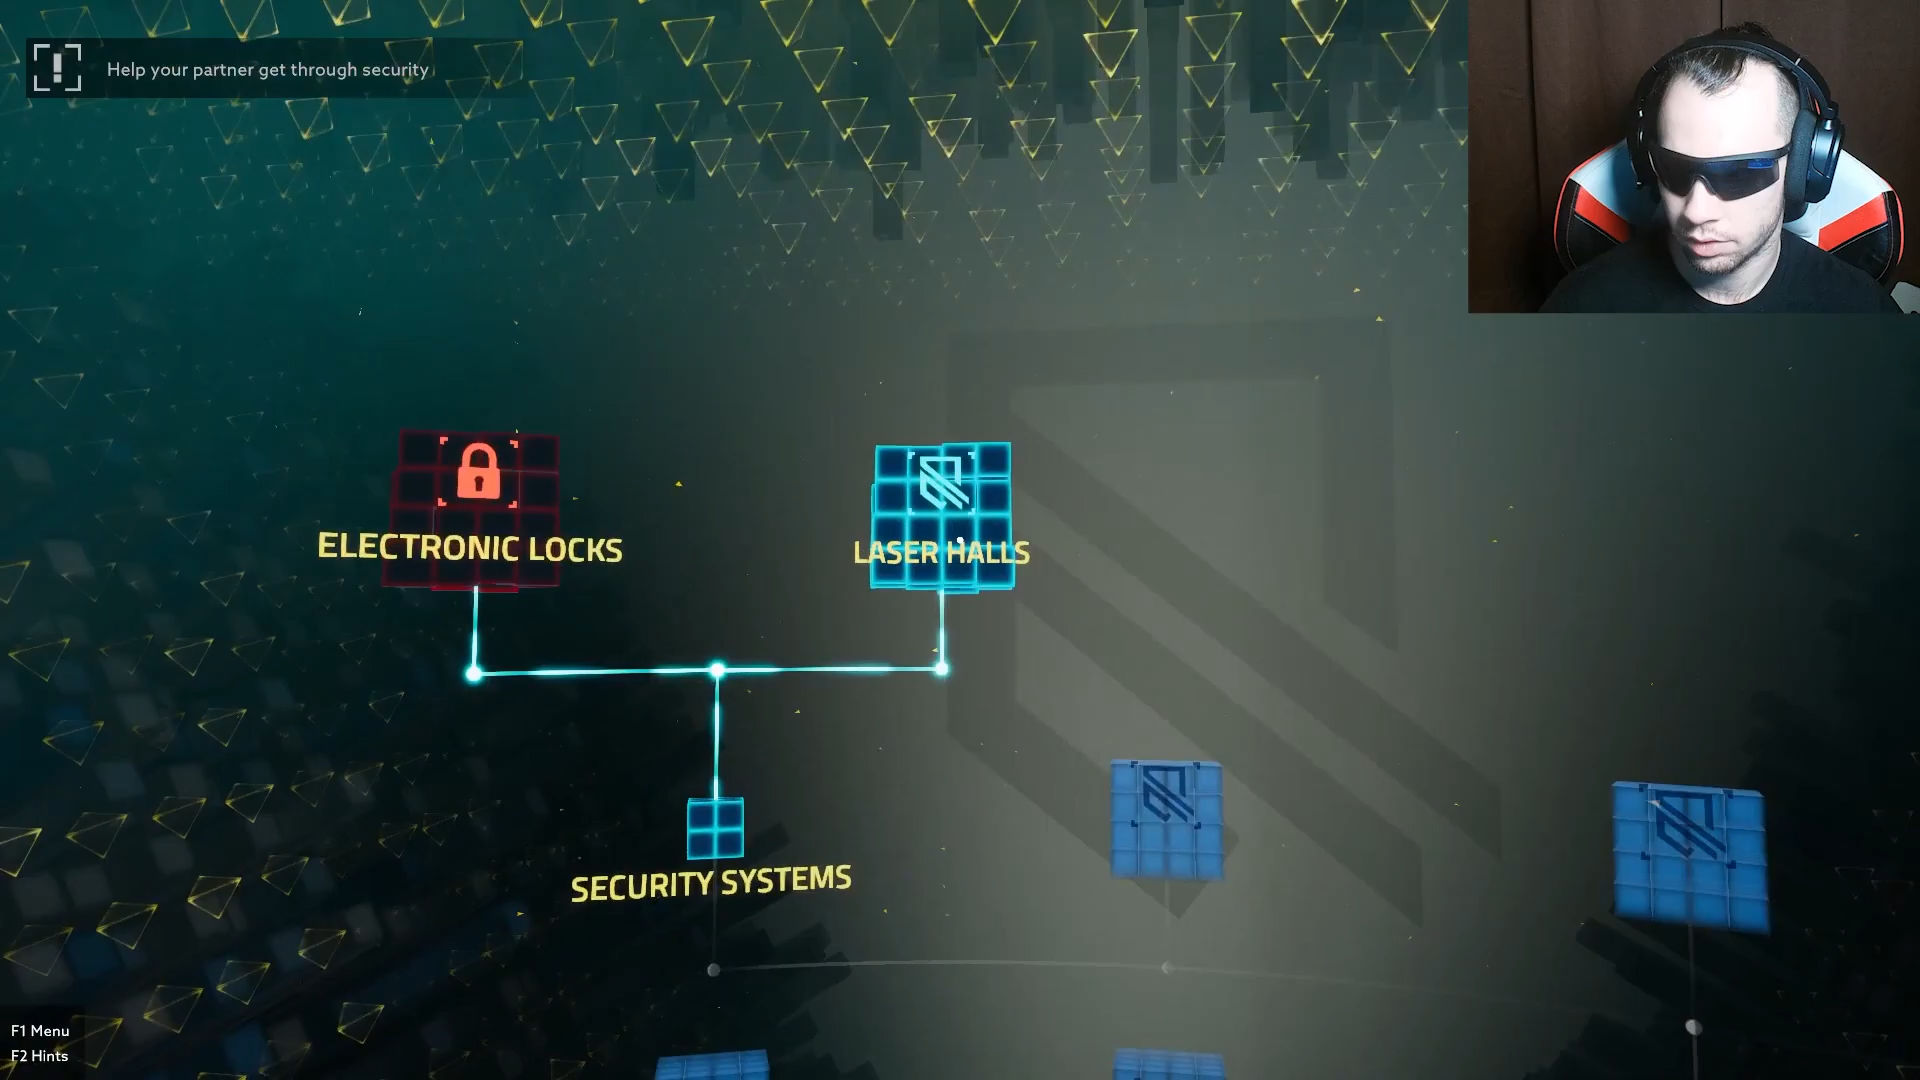 Help your partner get through security
ELECTRONIC LOCKS
LASER HALLS
SECURITY SYSTEMS
F1 Menu
F2 Hints